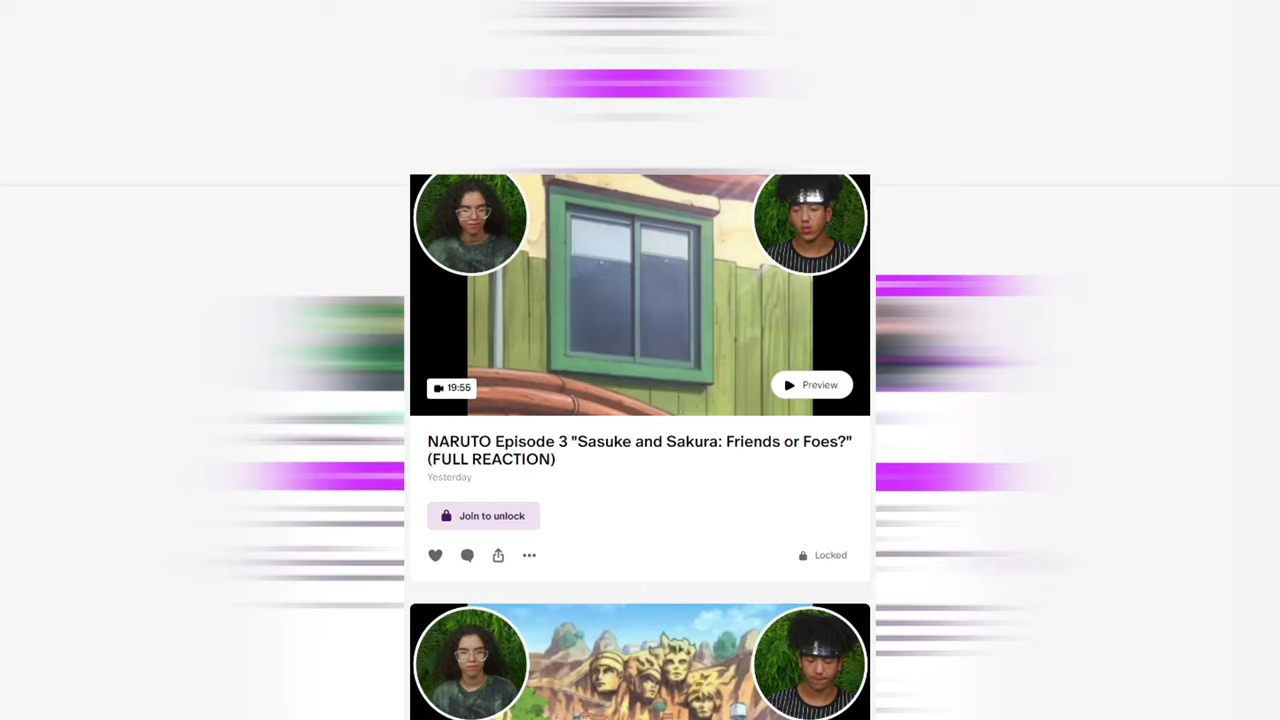 19:55
Preview
NARUTO Episode 3 "Sasuke and Sakura: Friends or Foes?"
(FULL REACTION)
Yesterday
Join to unlock
Locked